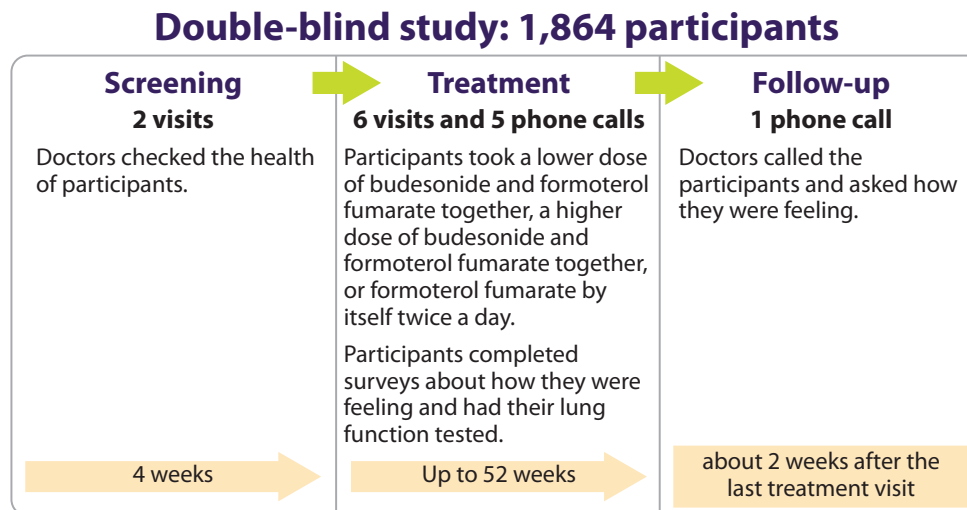 Double-blind study: 1,864 participants
Screening
2 visits
Doctors checked the health
of participants.
4 weeks
Treatment
6 visits and 5 phone calls
Participants took a lower dose
of budesonide and formoterol
fumarate together, a higher
dose of budesonide and
formoterol fumarate together,
or formoterol fumarate by
itself twice a day.
Participants completed
surveys about how they were
feeling and had their lung
function tested.
Up to 52 weeks
Follow-up
1 phone call
Doctors called the
participants and asked how
they were feeling.
about 2 weeks after the
last treatment visit